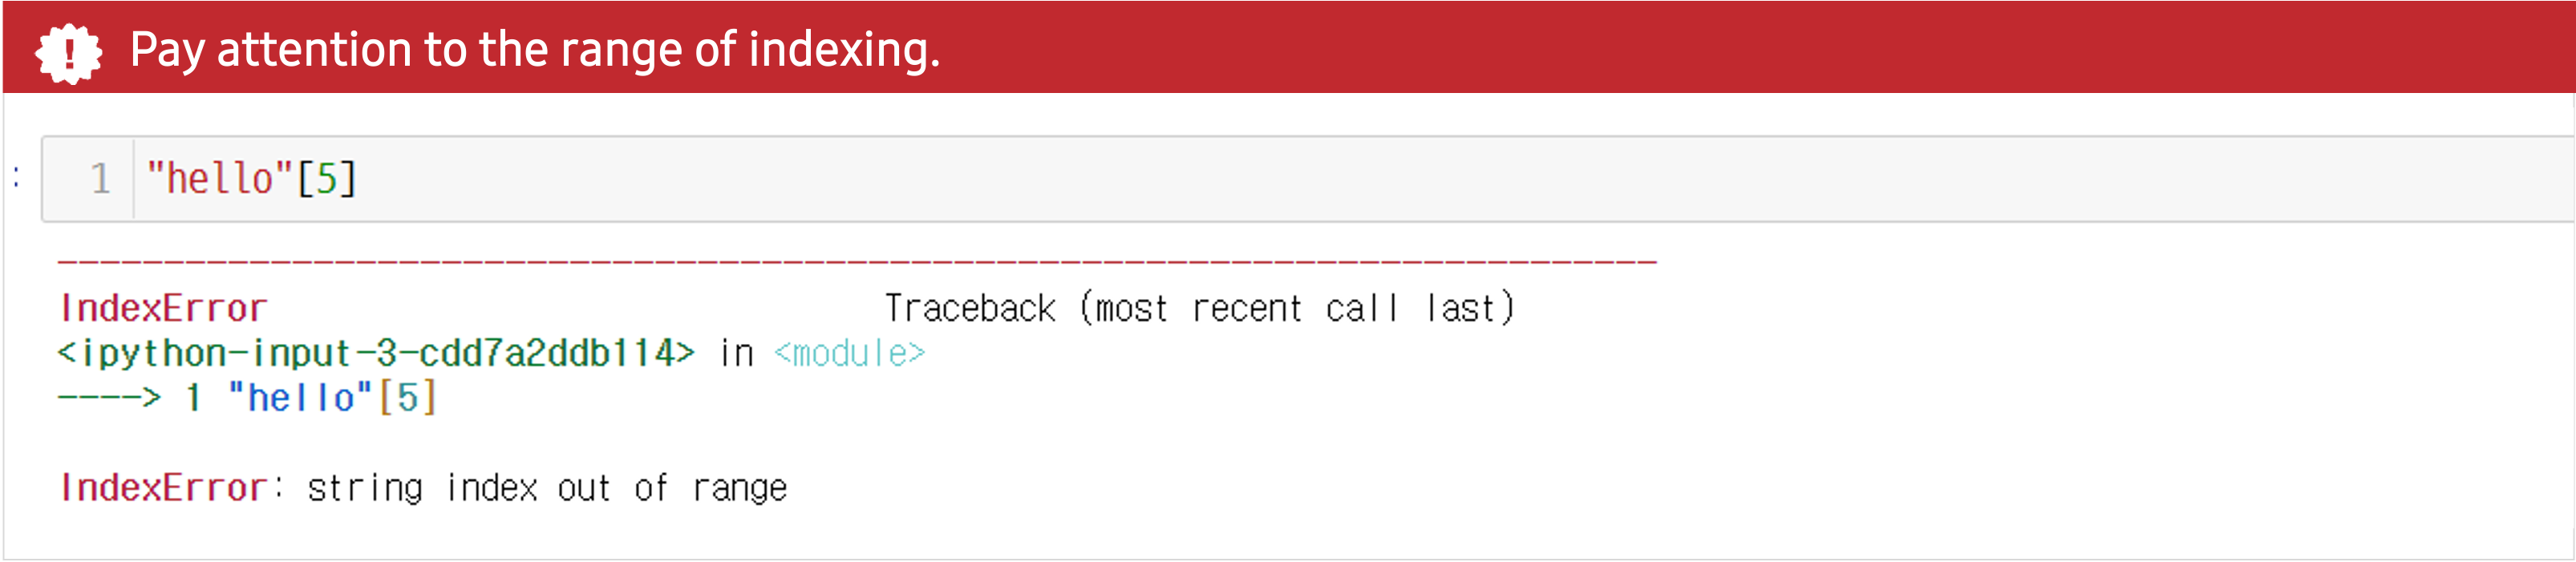 ! Pay attention to the range of indexing.
: 1 "hello"[5]
---------------------------------------------------------------------------
IndexError Traceback (most recent call last)
<ipython-input-3-cdd7a2ddb114> in <module>
----> 1 "hello"[5]
IndexError: string index out of range